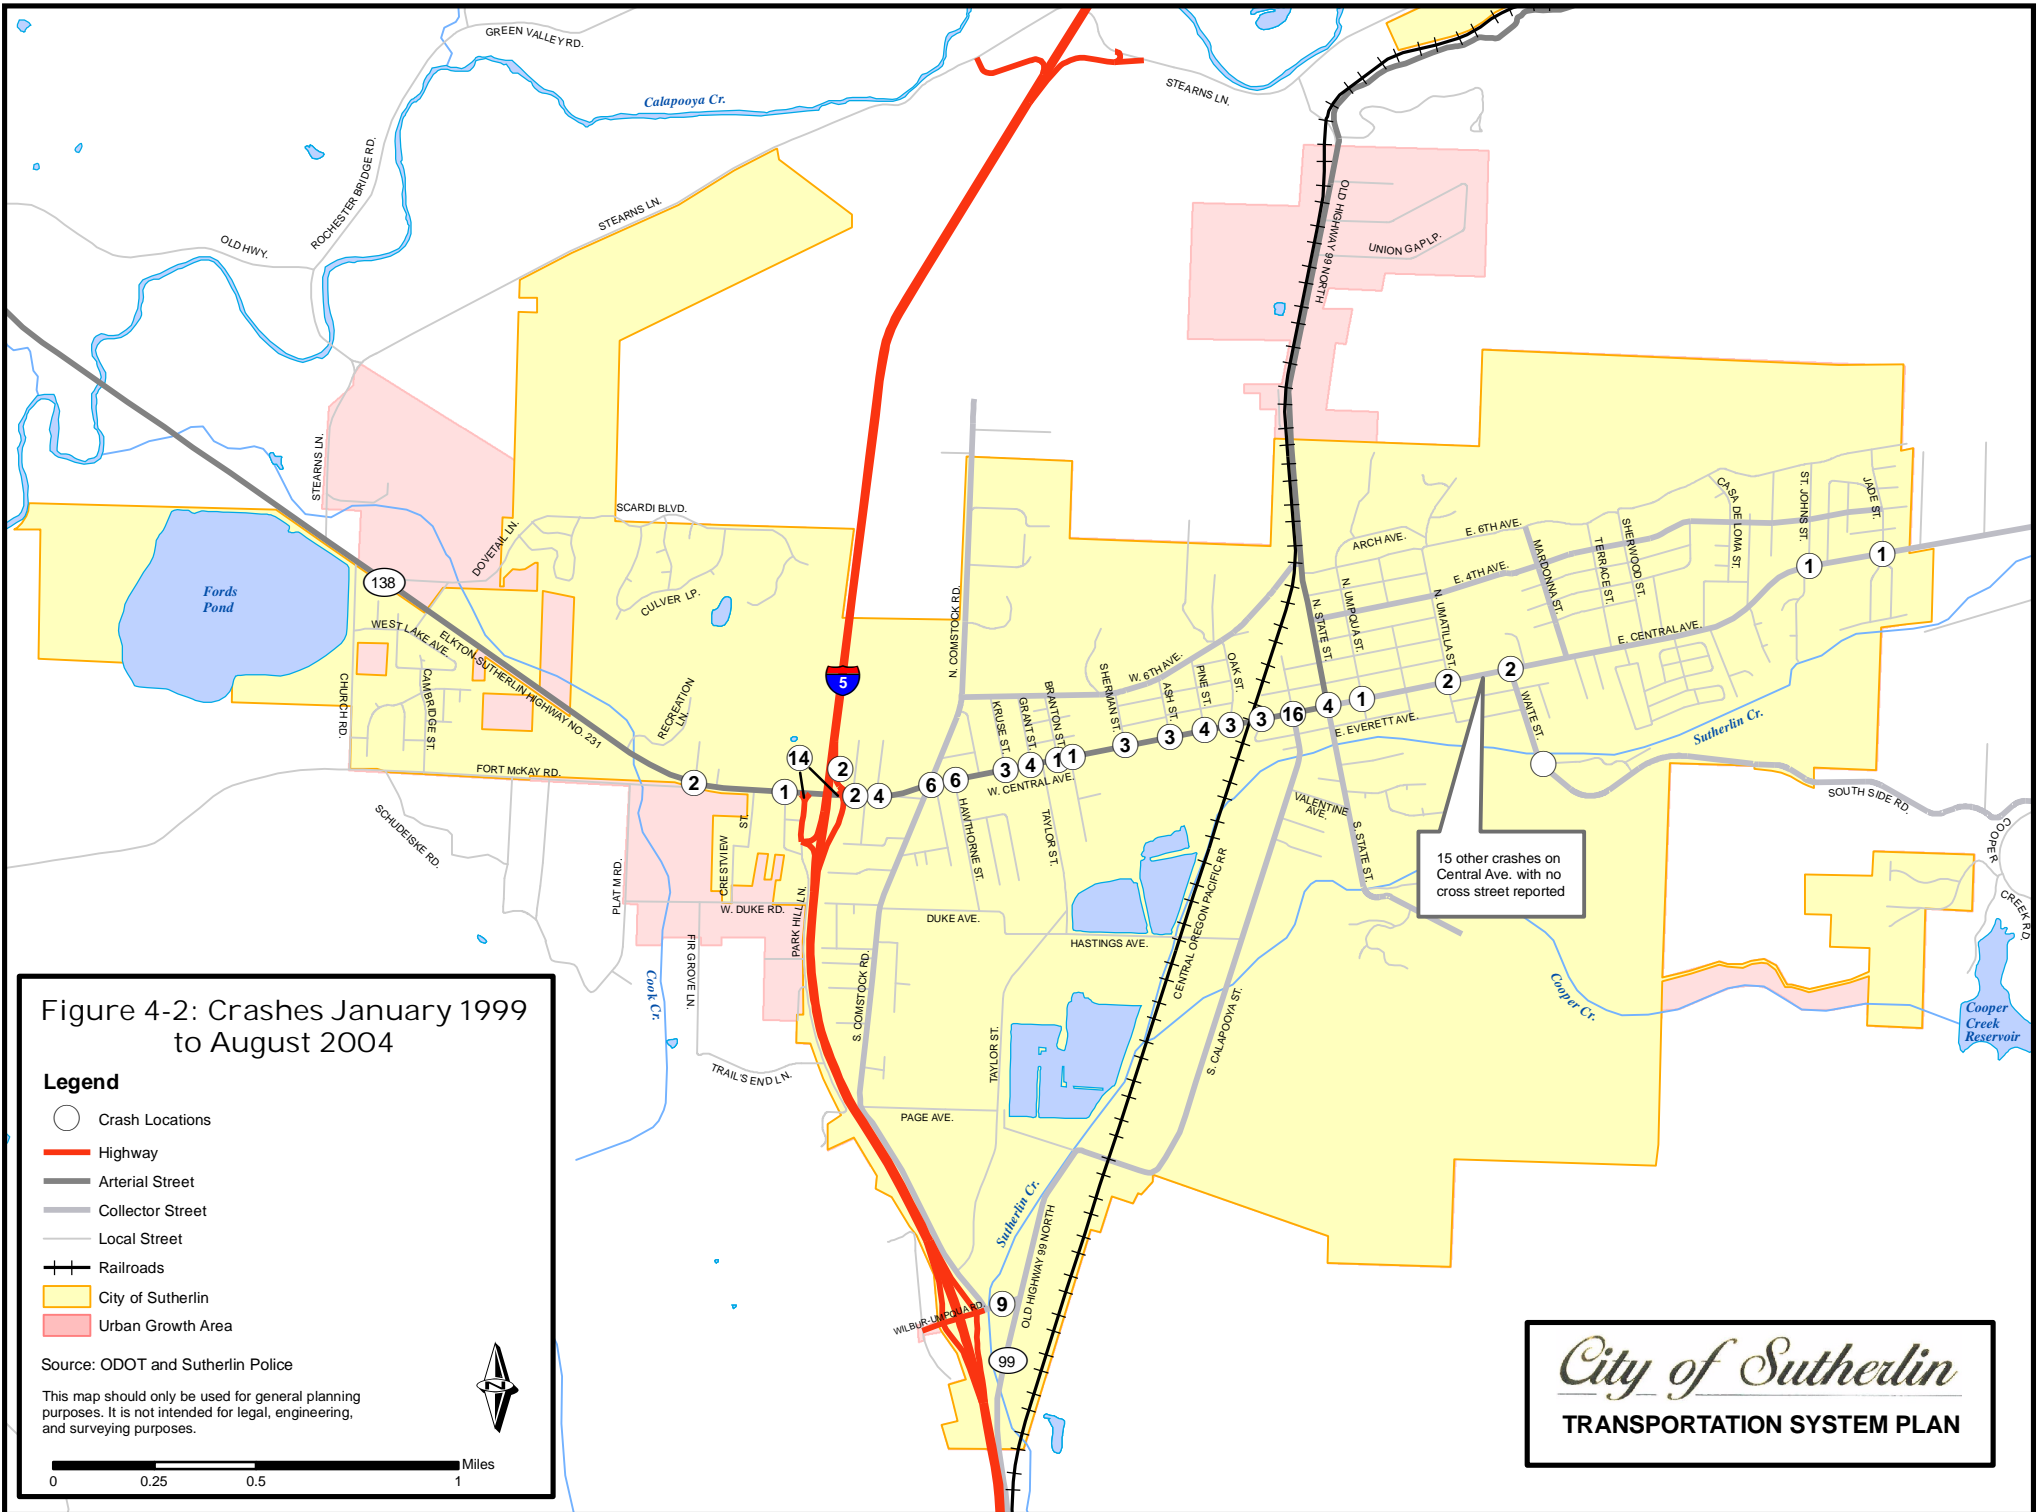 GREEN VALLEY RD.
Calapooya Cr.
STEARNS LN.
ROCHESTER BRIDGE RD.
OLD HWY.
STEARNS LN.
OLD HIGHWAY 99 NORTH
UNION GAP LP.
STEARNS LN.
SCARDI BLVD.
DOVETAIL LN.
CULVER LP.
Fords
Pond
138
WEST LAKE AVE.
ELKTON-SUTHERLIN HIGHWAY NO. 231
CHURCH RD.
CAMBRIDGE ST.
RECREATION
LN.
FORT McKAY RD.
SCHUDEISKE RD.
5
N. COMSTOCK RD.
W. 6TH AVE.
KRUSE ST.
GRANT ST.
BRANTON ST.
SHERMAN ST.
ASH ST.
PINE ST.
OAK ST.
N. STATE ST.
N. UMPQUA ST.
N. UMATILLA ST.
ARCH AVE.
E. 6TH AVE.
E. 4TH AVE.
MARDONNA ST.
TERRACE ST.
SHERWOOD ST.
CASA DE LOMA ST.
ST. JOHNS ST.
JADE ST.
E. CENTRAL AVE.
E. EVERETT AVE.
WAITE ST.
Sutherlin Cr.
SOUTH SIDE RD.
COOPER
CREEK RD.
2
1
14
2
2
4
6
6
3
4
1
1
3
3
4
3
3
16
4
1
2
2
1
1
W. CENTRAL AVE.
HAWTHORNE ST.
TAYLOR ST.
VALENTINE
AVE.
S. STATE ST.
15 other crashes on
Central Ave. with no
cross street reported
CRESTVIEW
ST.
PLAT M RD.
W. DUKE RD.
PARK HILL LN.
FIR GROVE LN.
Cook Cr.
DUKE AVE.
HASTINGS AVE.
CENTRAL OREGON PACIFIC RR
S. COMSTOCK RD.
S. CALAPOOYA ST.
TAYLOR ST.
TRAIL'S END LN.
PAGE AVE.
Cooper Cr.
Cooper
Creek
Reservoir
Sutherlin Cr.
OLD HIGHWAY 99 NORTH
WILBUR-UMPQUA RD.
9
99
Figure 4-2: Crashes January 1999
to August 2004
Legend
Crash Locations
Highway
Arterial Street
Collector Street
Local Street
Railroads
City of Sutherlin
Urban Growth Area
Source: ODOT and Sutherlin Police
This map should only be used for general planning
purposes. It is not intended for legal, engineering,
and surveying purposes.
N
Miles
0 0.25 0.5 1
City of Sutherlin
TRANSPORTATION SYSTEM PLAN